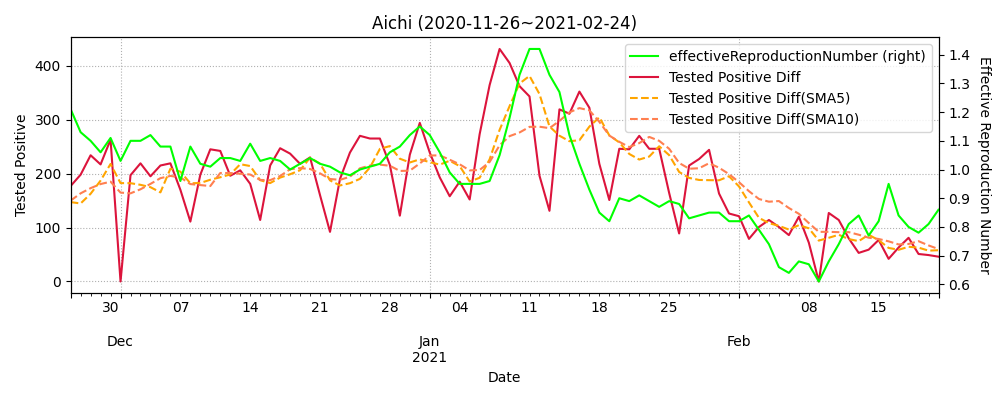 Aichi (2020-11-26~2021-02-24)
effectiveReproductionNumber (right)
Tested Positive Diff
Tested Positive Diff(SMA5)
Tested Positive Diff(SMA10)
Tested Positive
400
300
200
100
0
1.4
1.3
1.2
1.1
1.0
0.9
0.8
0.7
0.6
Effective Reproduction Number
30 07 14 21 28 04 11 18 25 08 15
Dec Jan Feb
2021
Date